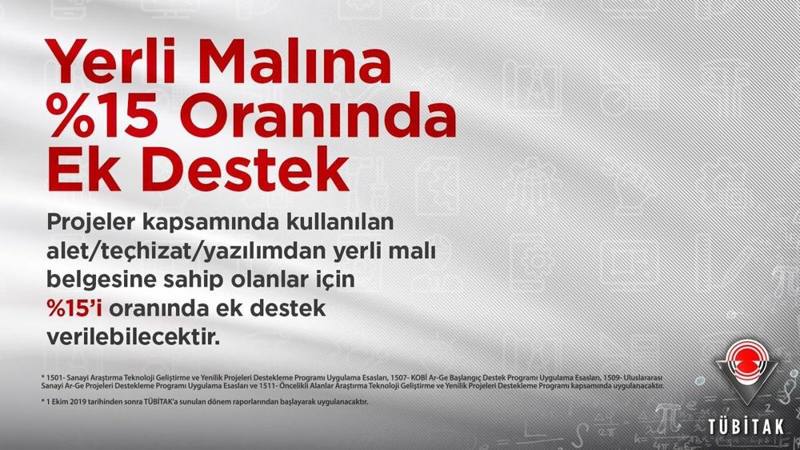 Yerli Malına
%15 Oranında
Ek Destek
Projeler kapsamında kullanılan
alet/teçhizat/yazılımdan yerli malı
belgesine sahip olanlar için
%15'i oranında ek destek
verilebilecektir.
* 1501- Sanayi Araştırma Teknoloji Geliştirme ve Yenilik Projeleri Destekleme Programı Uygulama Esasları, 1507- KOBİ Ar-Ge Başlangıç Destek Programı Uygulama Esasları, 1509- Uluslararası
Sanayi Ar-Ge Projeleri Destekleme Programı Uygulama Esasları ve 1511- Öncelikli Alanlar Araştırma Teknoloji Geliştirme ve Yenilik Projeleri Destekleme Programı kapsamında uygulanacaktır.
* 1 Ekim 2019 tarihinden sonra TÜBİTAK'a sunulan dönem raporlarından başlayarak uygulanacaktır.
TÜBİTAK